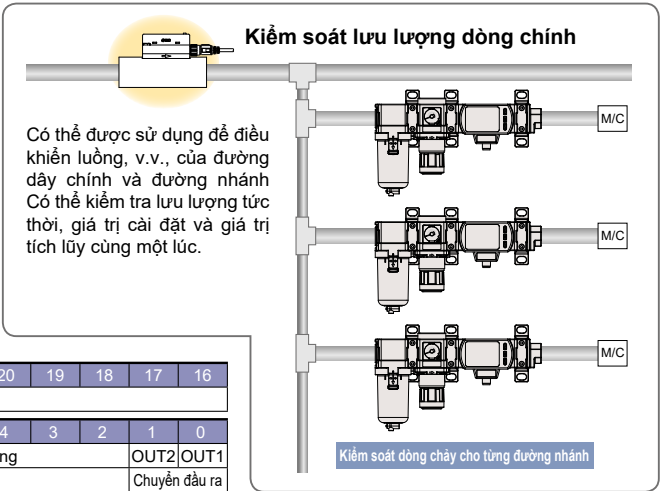 Kiểm soát lưu lượng dòng chính
Có thể được sử dụng để điều
khiển luồng, v.v., của đường
dây chính và đường nhánh
Có thể kiểm tra lưu lượng tức
thời, giá trị cài đặt và giá trị
tích lũy cùng một lúc.
M/C
M/C
M/C
Kiểm soát dòng chảy cho từng đường nhánh
20 19 18 17 16
4 3 2 1 0
OUT2 OUT1
Chuyển đầu ra